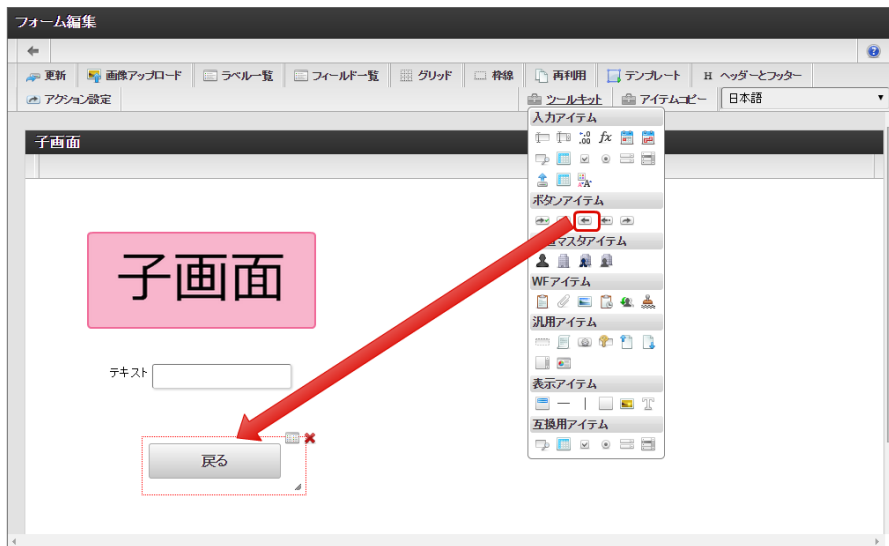 フォーム編集
更新 画像アップロード ラベル一覧 フィールド一覧 グリッド 枠線 再利用 テンプレート H ヘッダーとフッター
アクション設定 ツールキット アイテムコピー 日本語
入力アイテム
子画面
ボタンアイテム
マスタアイテム
子画面
WFアイテム
汎用アイテム
テキスト
表示アイテム
互換用アイテム
戻る